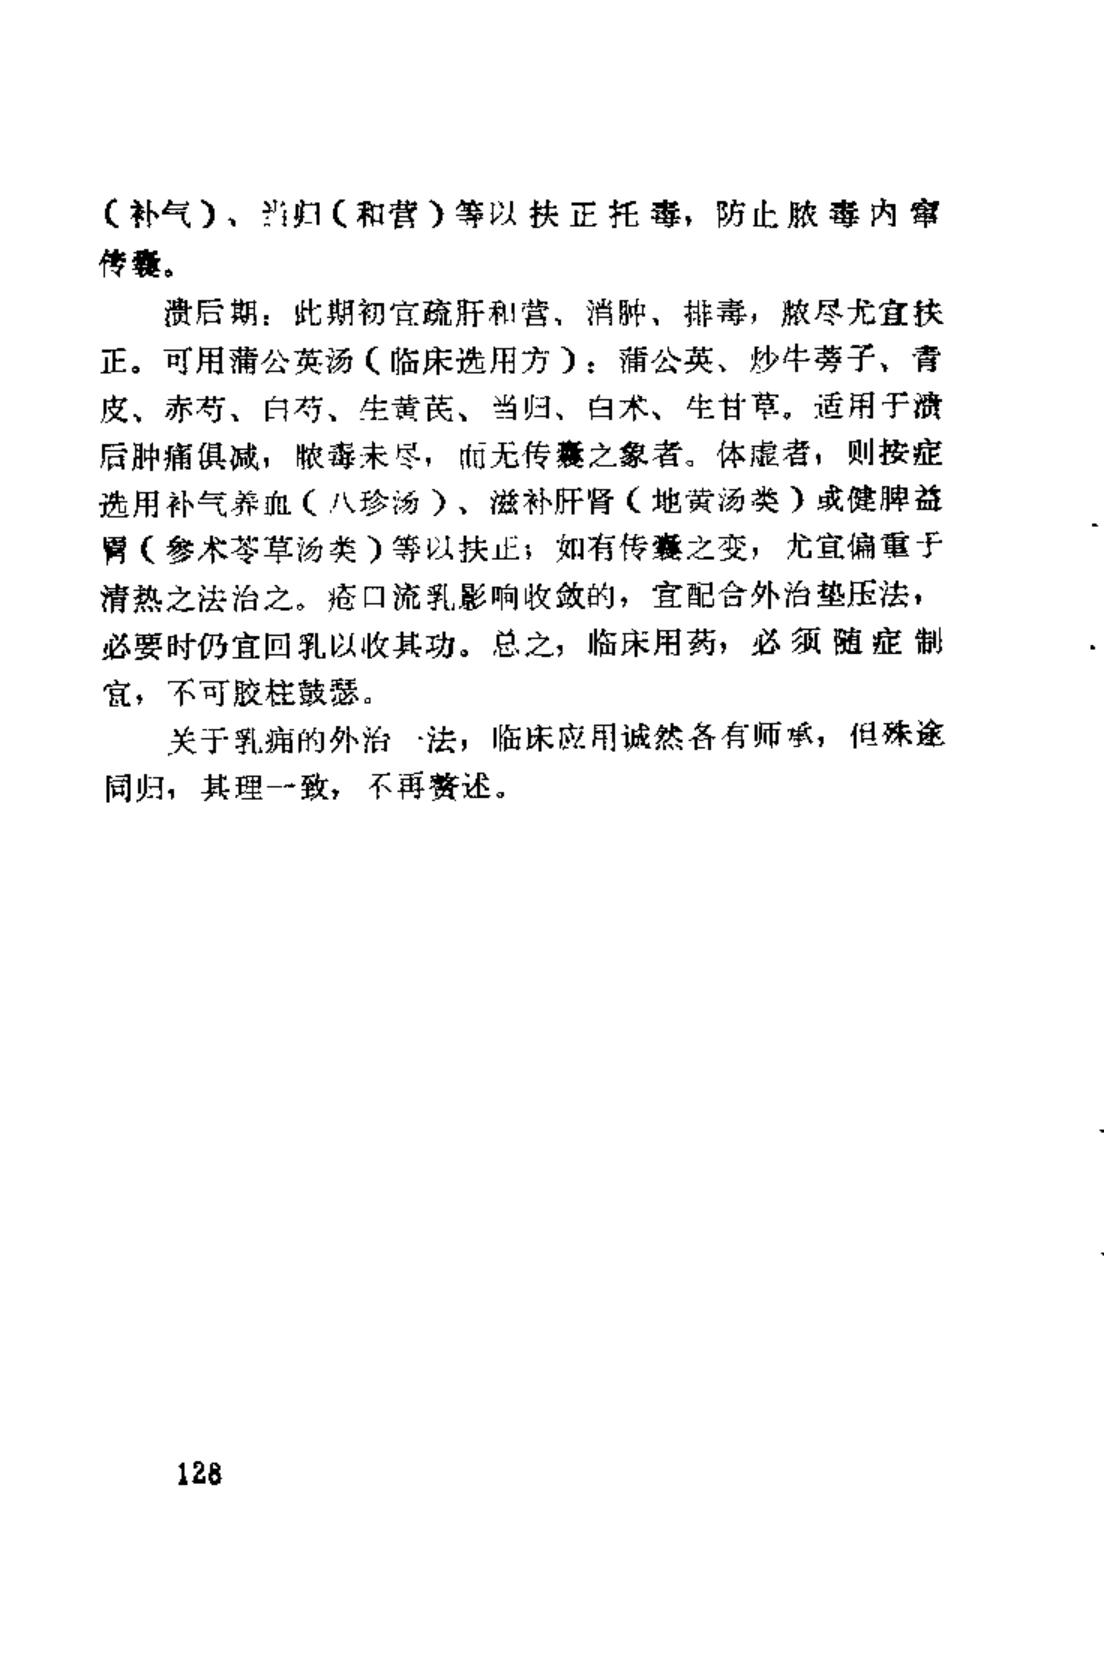 （补气）、当归（和营）等以扶正托毒，防止脓毒内窜
传囊。
溃后期：此期初宜疏肝和营、消肿、排毒，脓尽尤宜扶
正。可用蒲公英汤（临床选用方）：蒲公英、炒牛蒡子、青
皮、赤芍、白芍、生黄芪、当归、白术、生甘草。适用于溃
后肿痛俱减，脓毒未尽，而无传囊之象者。体虚者，则按症
选用补气养血（八珍汤）、滋补肝肾（地黄汤类）或健脾益
胃（参术苓草汤类）等以扶正；如有传囊之变，尤宜偏重于
清热之法治之。疮口流乳影响收敛的，宜配合外治垫压法，
必要时仍宜回乳以收其功。总之，临床用药，必须随症制
宜，不可胶柱鼓瑟。
关于乳痈的外治一法，临床应用诚然各有师承，但殊途
同归，其理一致，不再赘述。
128